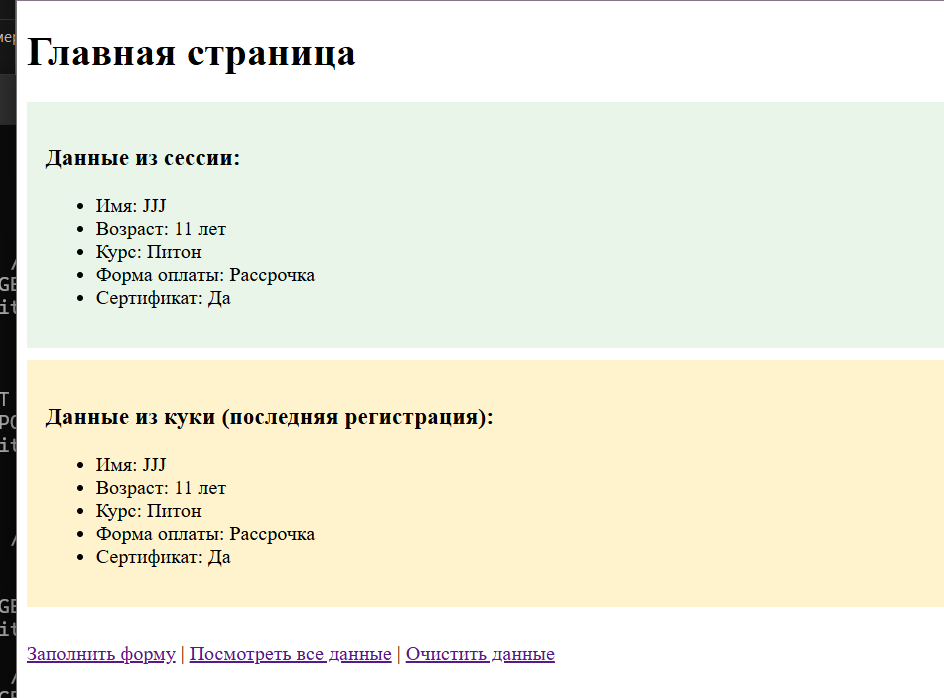 Главная страница
Данные из сессии:
Имя: JJJ
Возраст: 11 лет
Курс: Питон
Форма оплаты: Рассрочка
Сертификат: Да
Данные из куки (последняя регистрация):
Имя: JJJ
Возраст: 11 лет
Курс: Питон
Форма оплаты: Рассрочка
Сертификат: Да
Заполнить форму | Посмотреть все данные | Очистить данные